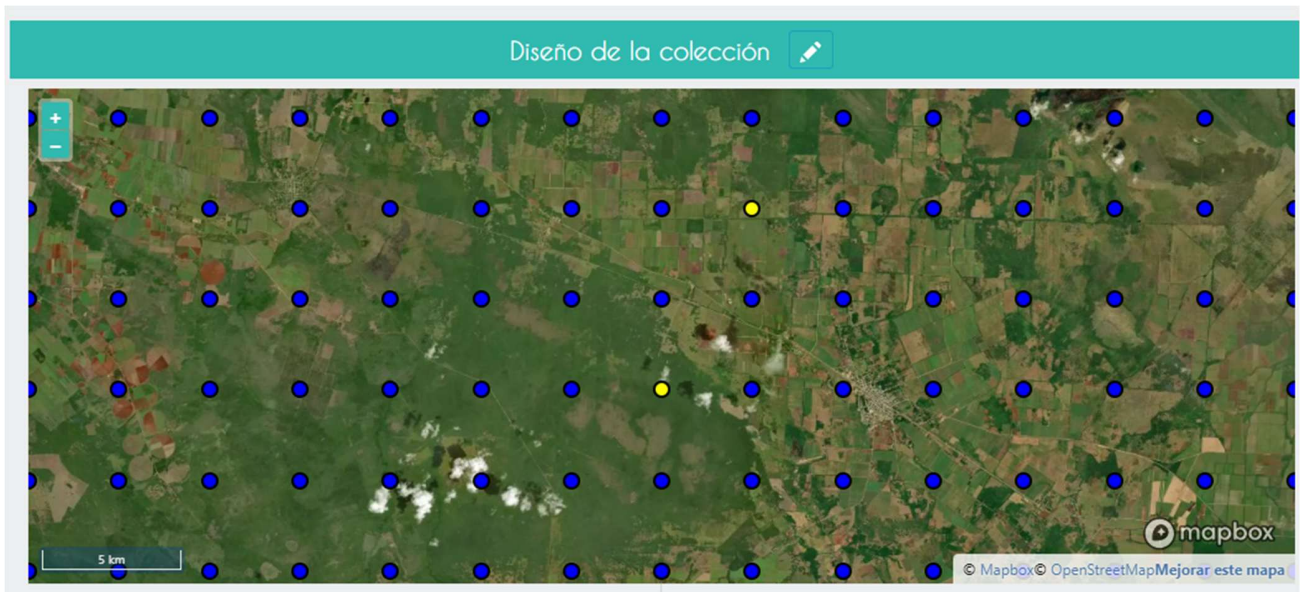 Diseño de la colección
+
−
5 km
mapbox
© Mapbox© OpenStreetMapMejorar este mapa